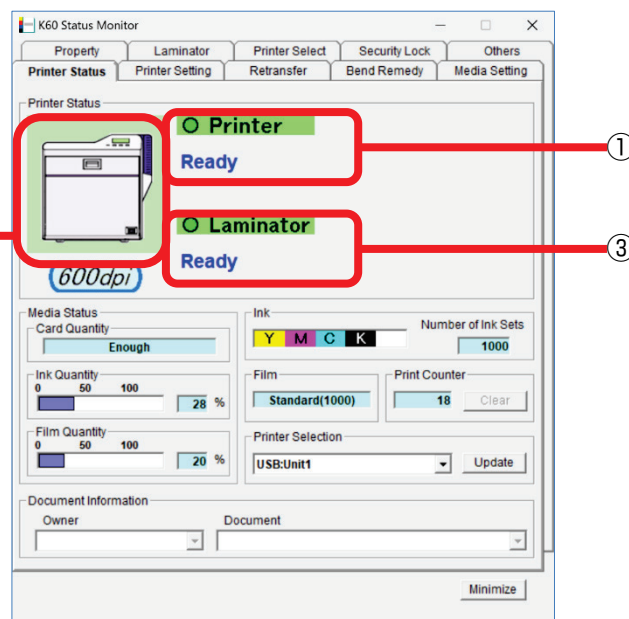 K60 Status Monitor
Property Laminator Printer Select Security Lock Others
Printer Status Printer Setting Retransfer Bend Remedy Media Setting
Printer Status
O Printer
Ready
①
O Laminator
Ready
③
600dpi
Media Status
Card Quantity
Enough
Ink
Y M C K
Number of Ink Sets
1000
Ink Quantity
0 50 100
28 %
Film
Standard(1000)
Print Counter
18 Clear
Film Quantity
0 50 100
20 %
Printer Selection
USB:Unit1 Update
Document Information
Owner Document
Minimize